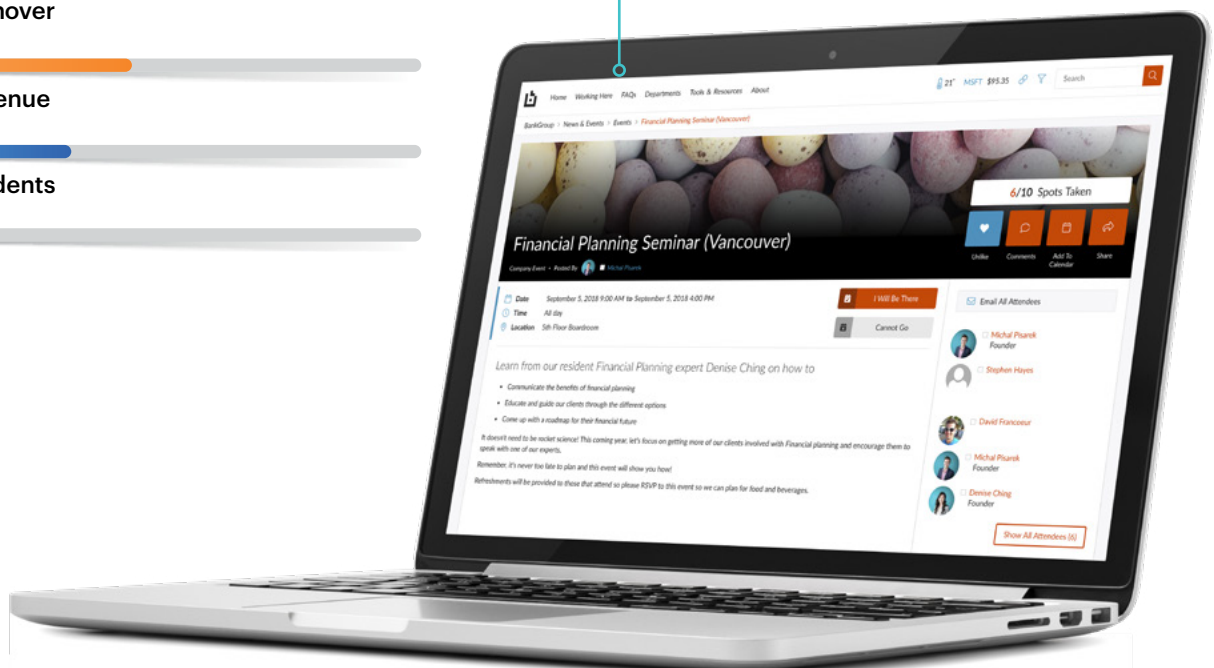 nover
enue
dents
Home Working Here FAQs Departments Tools & Resources About
21° MSFT $95.35 Search
BankGroup > News & Events > Events > Financial Planning Seminar (Vancouver)
6/10 Spots Taken
Unlike Comments Add To Calendar Share
Financial Planning Seminar (Vancouver)
Company Event • Posted By Michal Pisarek
Date September 5, 2018 9:00 AM to September 5, 2018 4:00 PM
Time All day
Location 5th Floor Boardroom
I Will Be There
Cannot Go
Email All Attendees
Michal Pisarek
Founder
Stephen Hayes
David Francoeur
Michal Pisarek
Founder
Denise Ching
Founder
Show All Attendees (6)
Learn from our resident Financial Planning expert Denise Ching on how to
• Communicate the benefits of financial planning
• Educate and guide our clients through the different options
• Come up with a roadmap for their financial future
It doesn't need to be rocket science! This coming year, let's focus on getting more of our clients involved with Financial planning and encourage them to
speak with one of our experts.
Remember, it's never too late to plan and this event will show you how!
Refreshments will be provided to those that attend so please RSVP to this event so we can plan for food and beverages.